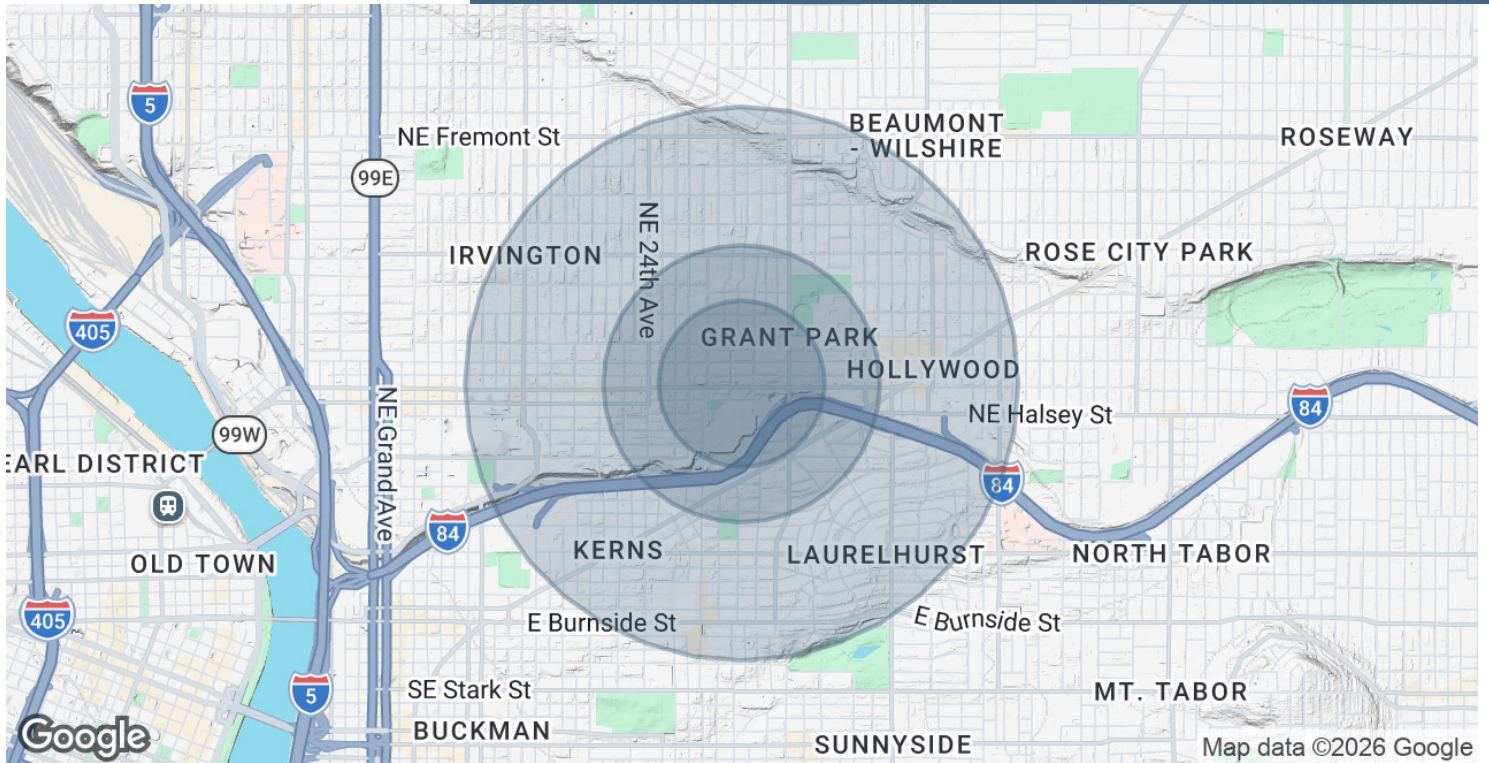 5
NE Fremont St
BEAUMONT
- WILSHIRE
ROSEWAY
99E
NE 24th Ave
IRVINGTON
ROSE CITY PARK
405
GRANT PARK
HOLLYWOOD
NE Grand Ave
99W
NE Halsey St
84
EARL DISTRICT
84
84
OLD TOWN
KERNS
LAURELHURST
NORTH TABOR
405
E Burnside St
E Burnside St
5
SE Stark St
MT. TABOR
BUCKMAN
SUNNYSIDE
Google
Map data ©2026 Google